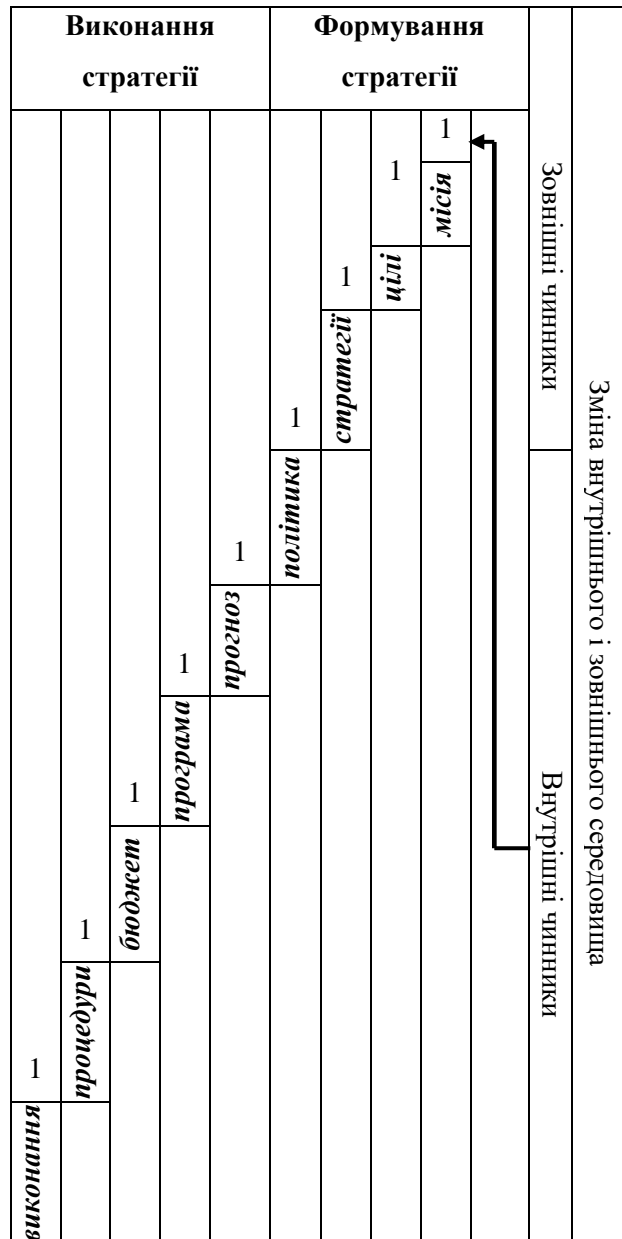 Виконання
стратегії
Формування
стратегії
1
місія
1
цілі
1
стратегії
1
політика
1
прогноз
1
програма
1
бюджет
1
процедури
1
виконання
Зовнішні чинники
Внутрішні чинники
Зміна внутрішнього і зовнішнього середовища